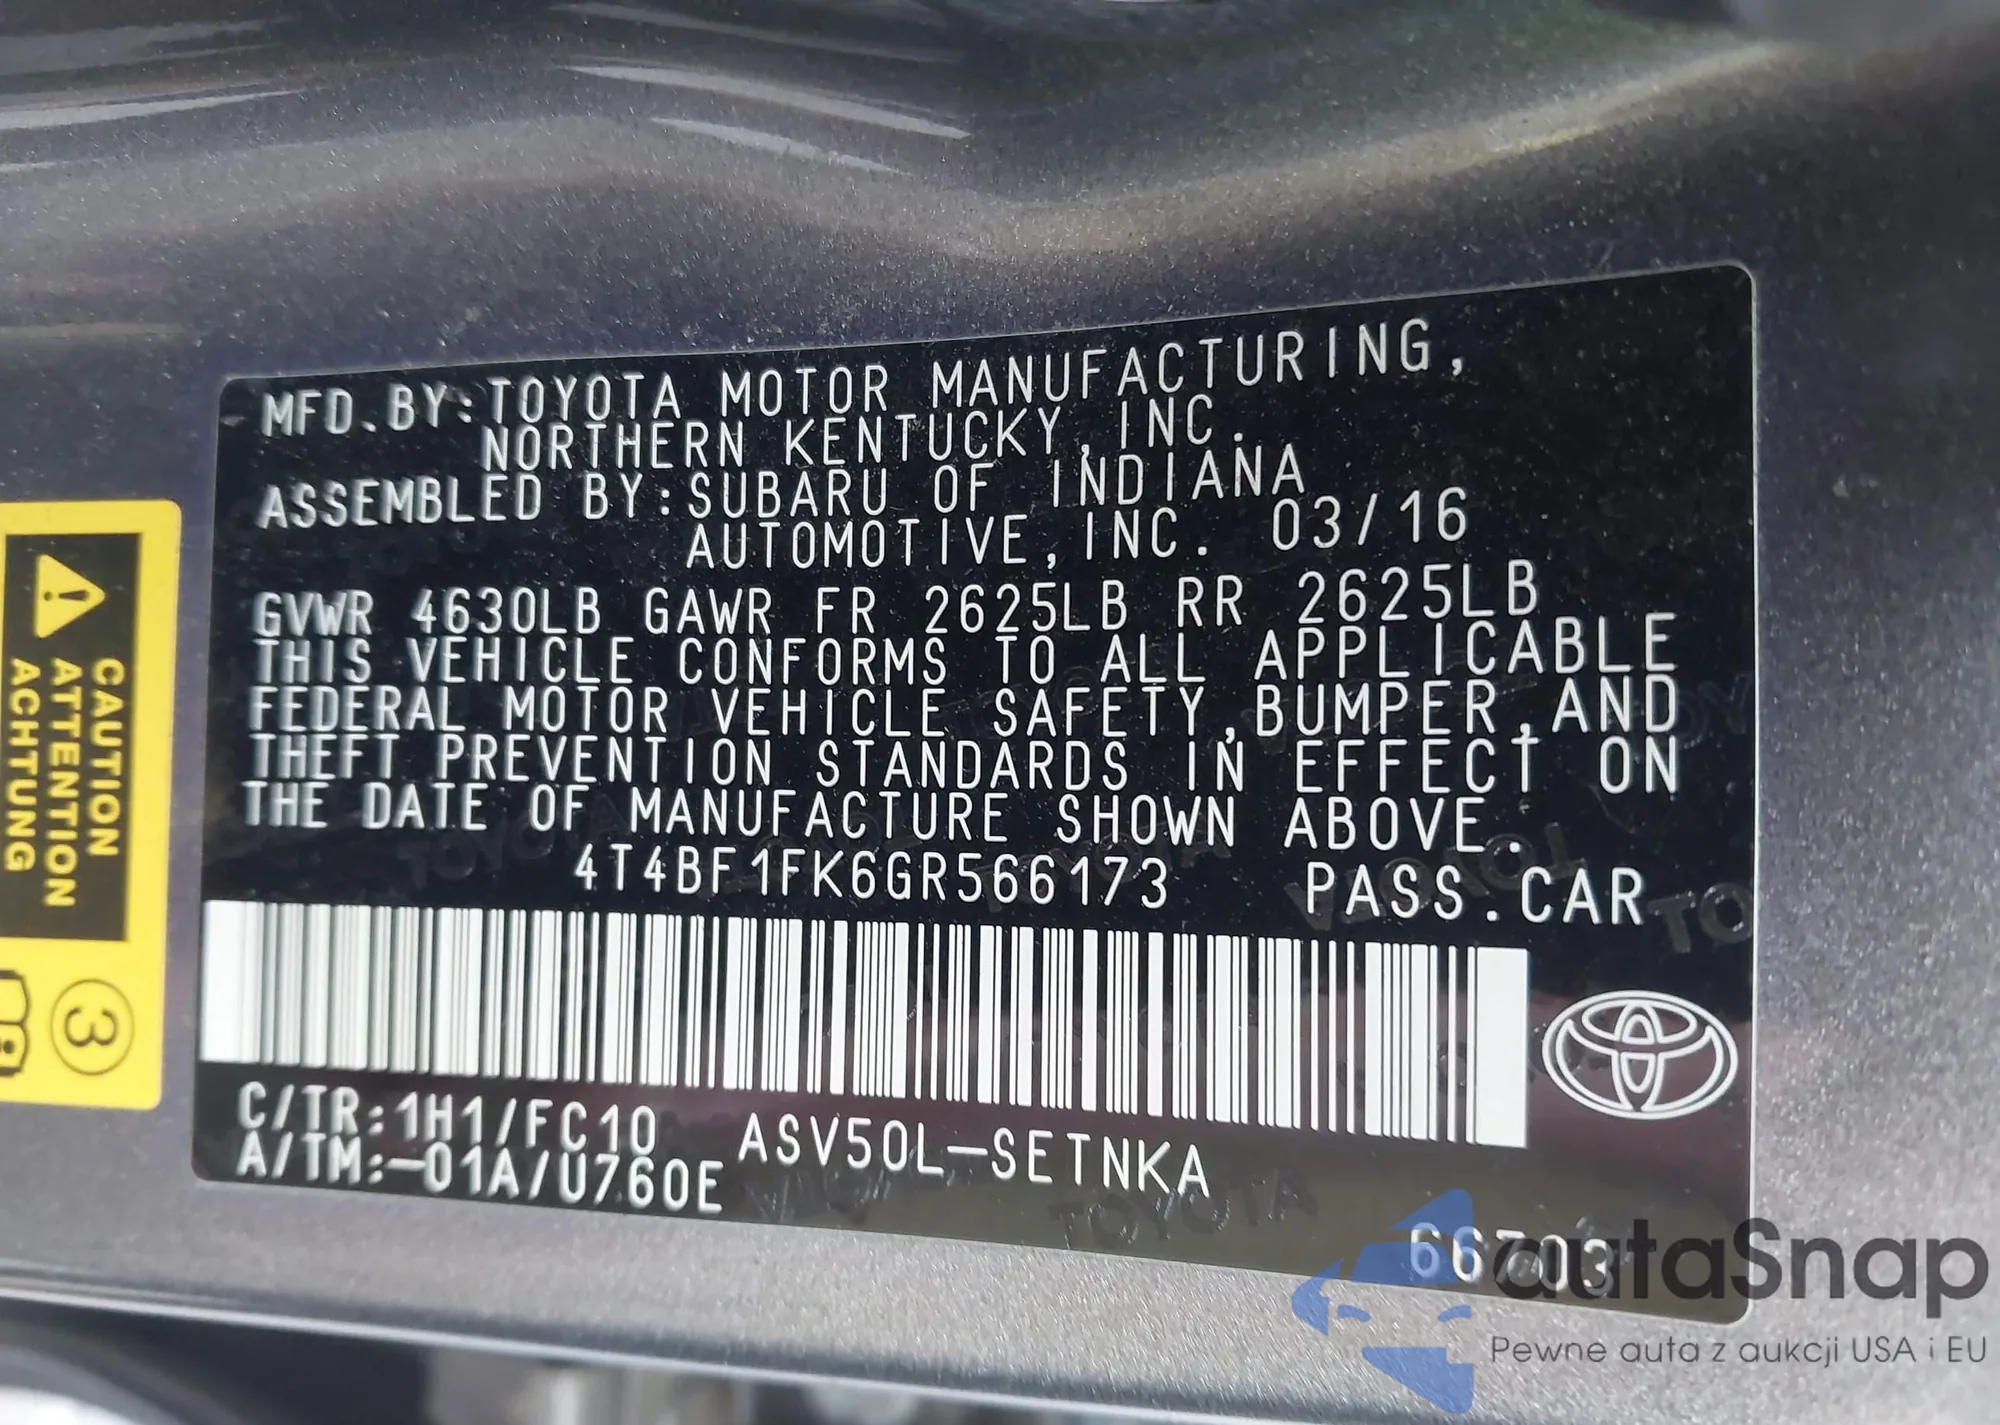 MFD.BY:TOYOTA MOTOR MANUFACTURING,
NORTHERN KENTUCKY,INC.
ASSEMBLED BY:SUBARU OF INDIANA
AUTOMOTIVE,INC. 03/16
GVWR 4630LB GAWR FR 2625LB RR 2625LB
THIS VEHICLE CONFORMS TO ALL APPLICABLE
FEDERAL MOTOR VEHICLE SAFETY,BUMPER,AND
THEFT PREVENTION STANDARDS IN EFFECT ON
THE DATE OF MANUFACTURE SHOWN ABOVE.
4T4BF1FK6GR566173 PASS.CAR
C/TR:1H1/FC10 ASV50L-SETNKA
A/TM:-01A/U760E
66703
CAUTION
ATTENTION
ACHTUNG
3
autaSnap
Pewne auta z aukcji USA i EU